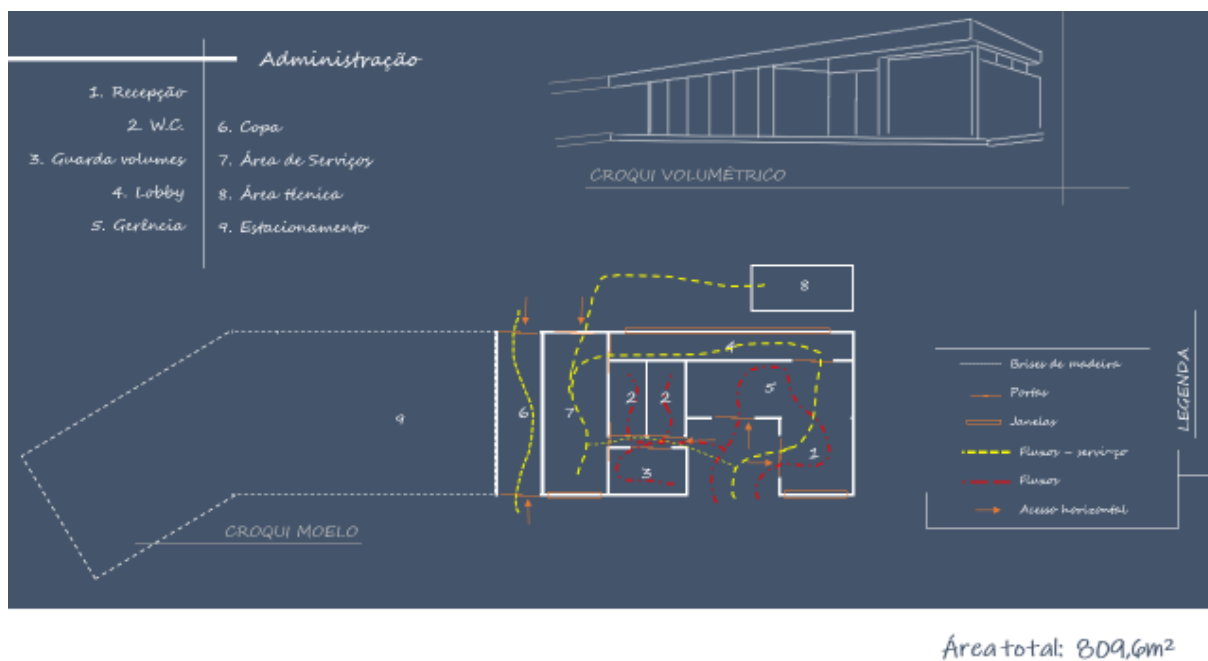 Administração
1. Recepção
2. W.C.
3. Guarda volumes
4. Lobby
5. Gerência
6. Copa
7. Área de Serviços
8. Área técnica
9. Estacionamento
CROQUI VOLUMÉTRICO
8
4
5
2
2
6
7
9
1
3
CROQUI MOELO
LEGENDA
Brises de madeira
Portas
Janelas
Fluxos - serviço
Fluxos
Acesso horizontal
Área total: 809,6m²